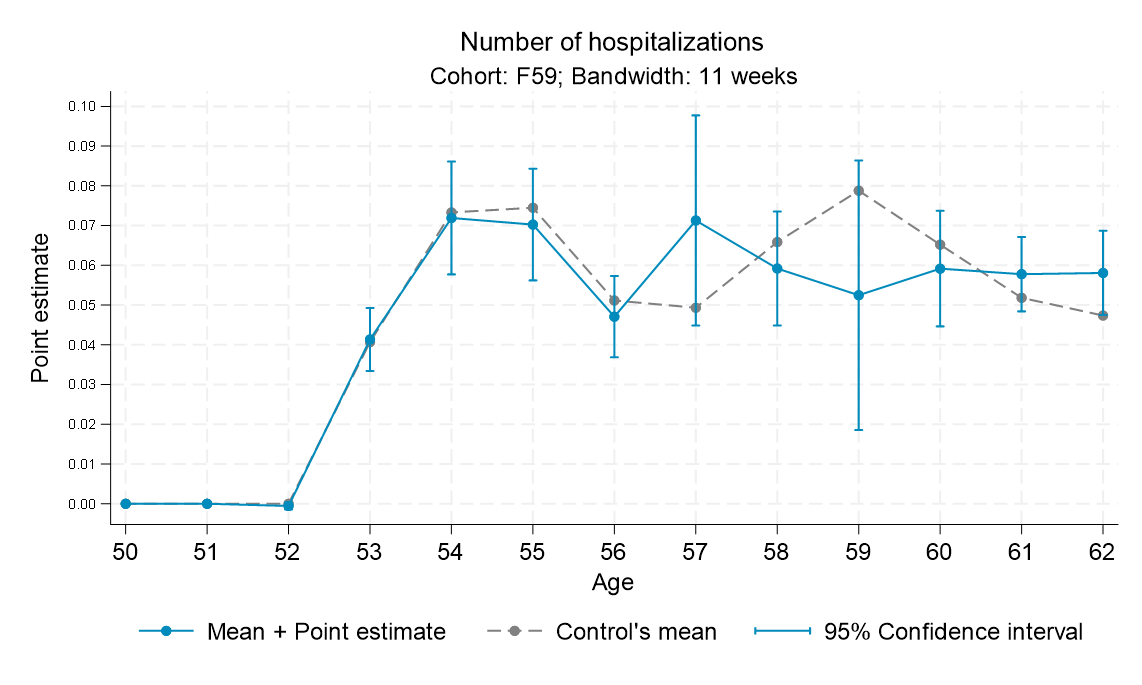 Number of hospitalizations
Cohort: F59; Bandwidth: 11 weeks
Point estimate
0.10
0.09
0.08
0.07
0.06
0.05
0.04
0.03
0.02
0.01
0.00
50 51 52 53 54 55 56 57 58 59 60 61 62
Age
Mean + Point estimate Control's mean 95% Confidence interval